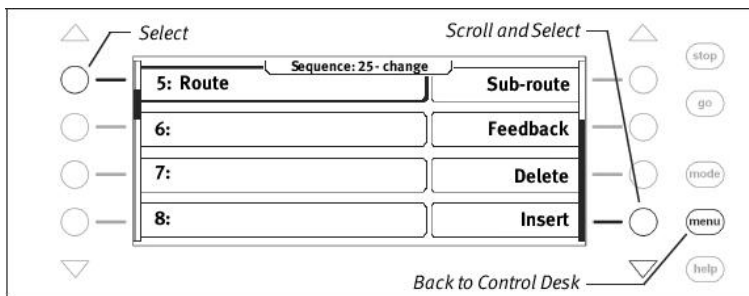 Select
Scroll and Select
stop
Sequence: 25 - change
5: Route
Sub-route
go
6:
Feedback
7:
Delete
mode
8:
Insert
menu
Back to Control Desk
help